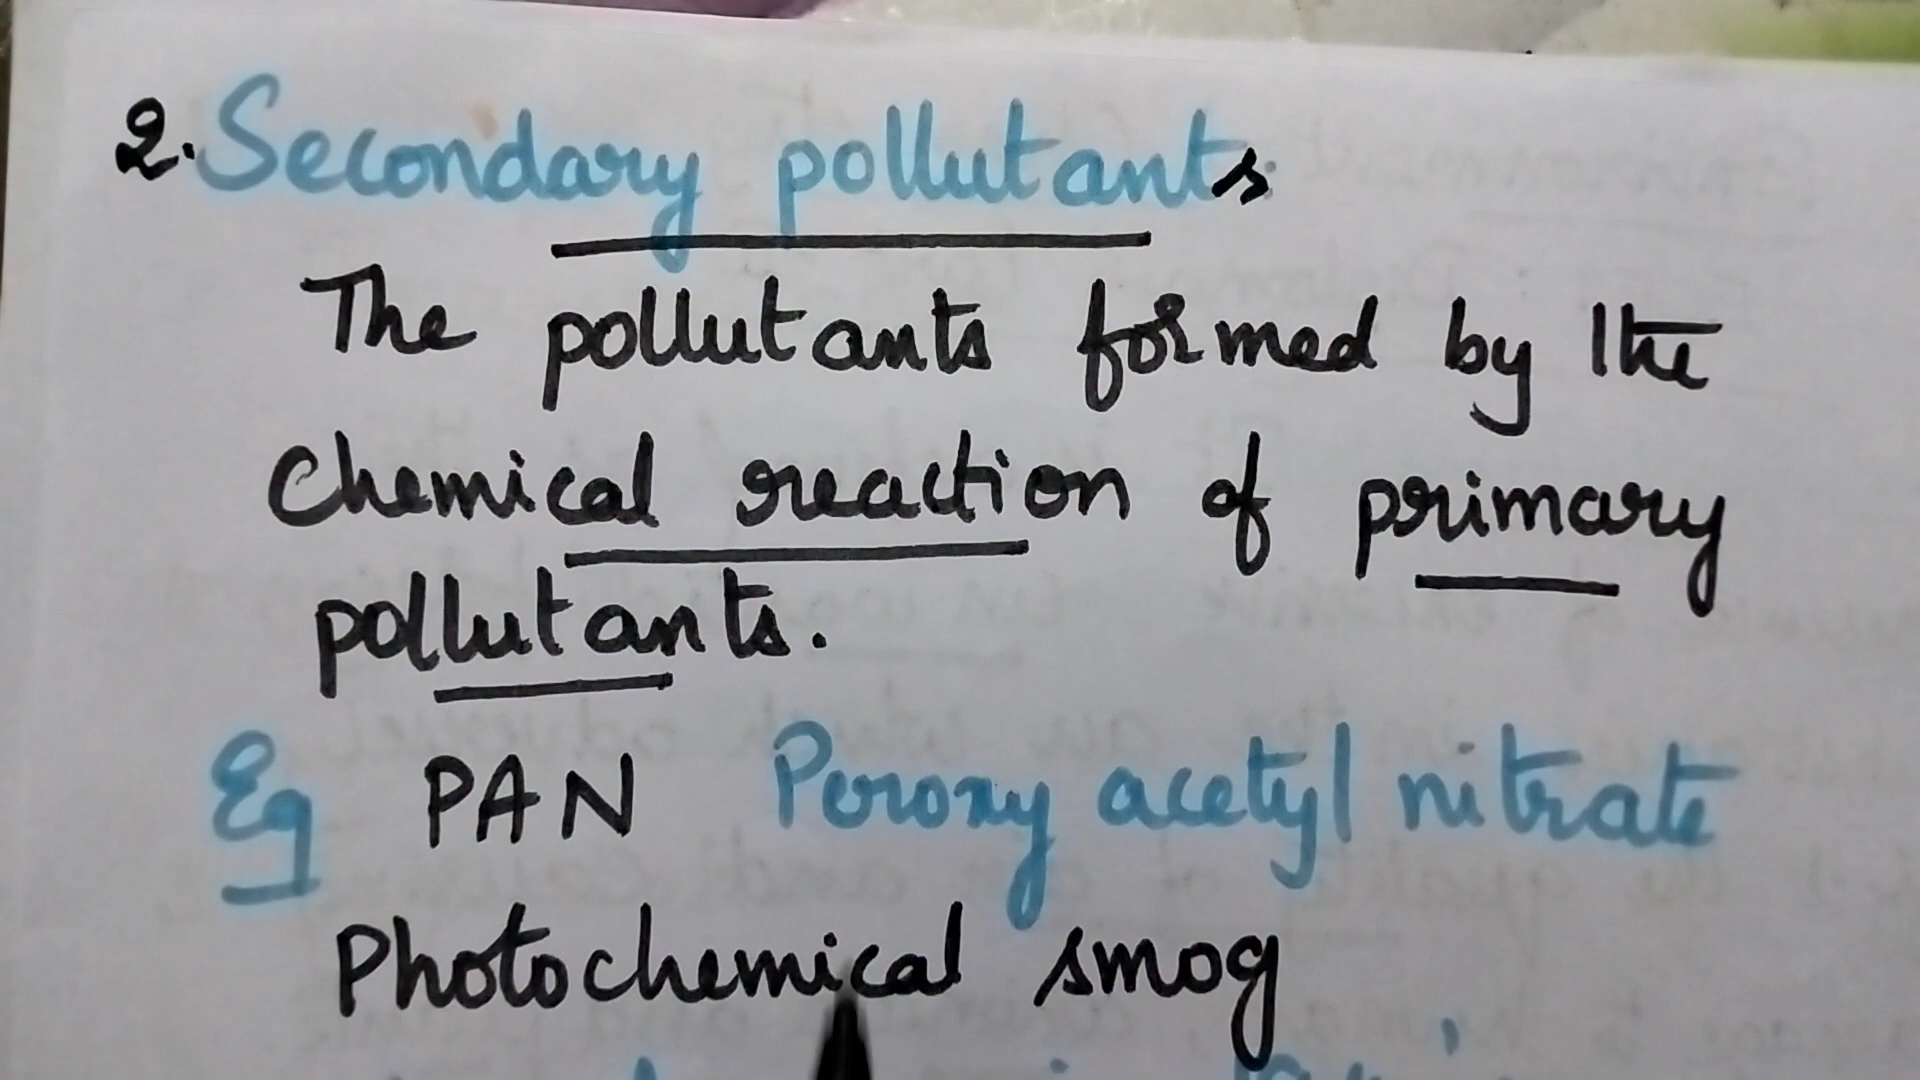 2. Secondary pollutants
The pollutants formed by the
Chemical reaction of primary
pollutants.
Eg PAN Peroxy acetyl nitrate
Photochemical smog